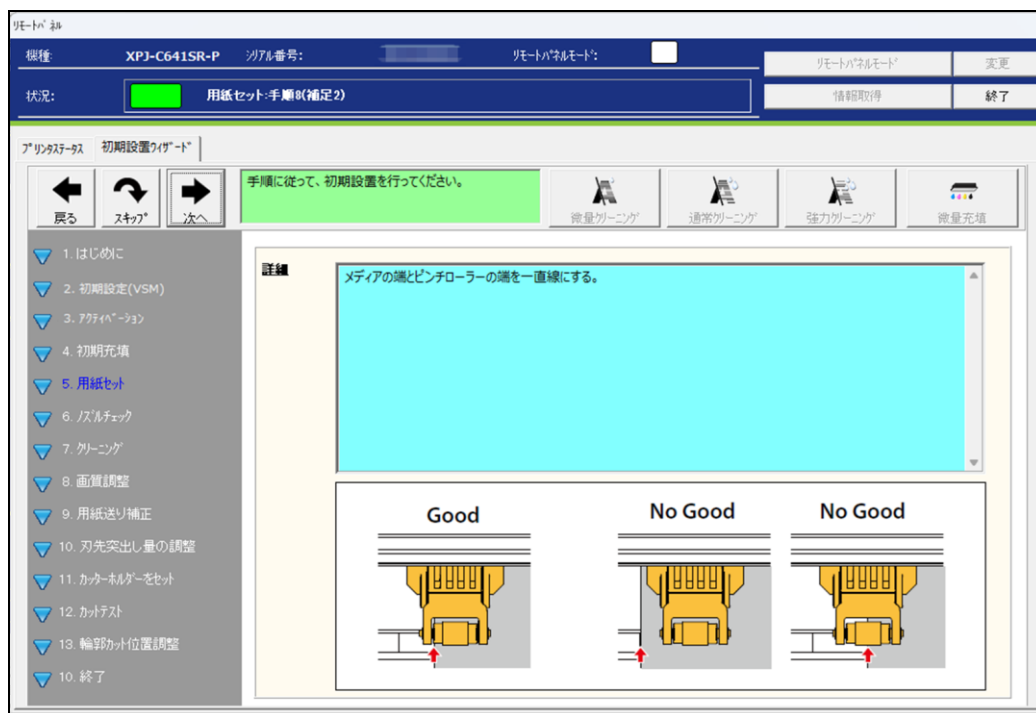 ﾘﾓｰﾄﾊﾟﾈﾙ
機種: XPJ-C641SR-P ｼﾘｱﾙ番号: ﾘﾓｰﾄﾊﾟﾈﾙﾓｰﾄﾞ:
ﾘﾓｰﾄﾊﾟﾈﾙﾓｰﾄﾞ 変更
状況: 用紙ｾｯﾄ:手順8(補足2)
情報取得 終了
ﾌﾟﾘﾝﾀｽﾃｰﾀｽ 初期設置ｳｨｻﾞｰﾄﾞ
戻る ｽｷｯﾌﾟ 次へ
手順に従って、初期設置を行ってください。
微量ｸﾘｰﾆﾝｸﾞ 通常ｸﾘｰﾆﾝｸﾞ 強力ｸﾘｰﾆﾝｸﾞ 微量充填
1. はじめに
2. 初期設定(VSM)
3. ｱｸﾃｨﾍﾞｰｼｮﾝ
4. 初期充填
5. 用紙ｾｯﾄ
6. ﾉｽﾞﾙﾁｪｯｸ
7. ｸﾘｰﾆﾝｸﾞ
8. 画質調整
9. 用紙送り補正
10. 刃先突出し量の調整
11. ｶｯﾀｰﾎﾙﾀﾞｰをｾｯﾄ
12. ｶｯﾄﾃｽﾄ
13. 輪郭ｶｯﾄ位置調整
10. 終了
詳細
メディアの端とピンチローラーの端を一直線にする。
Good No Good No Good